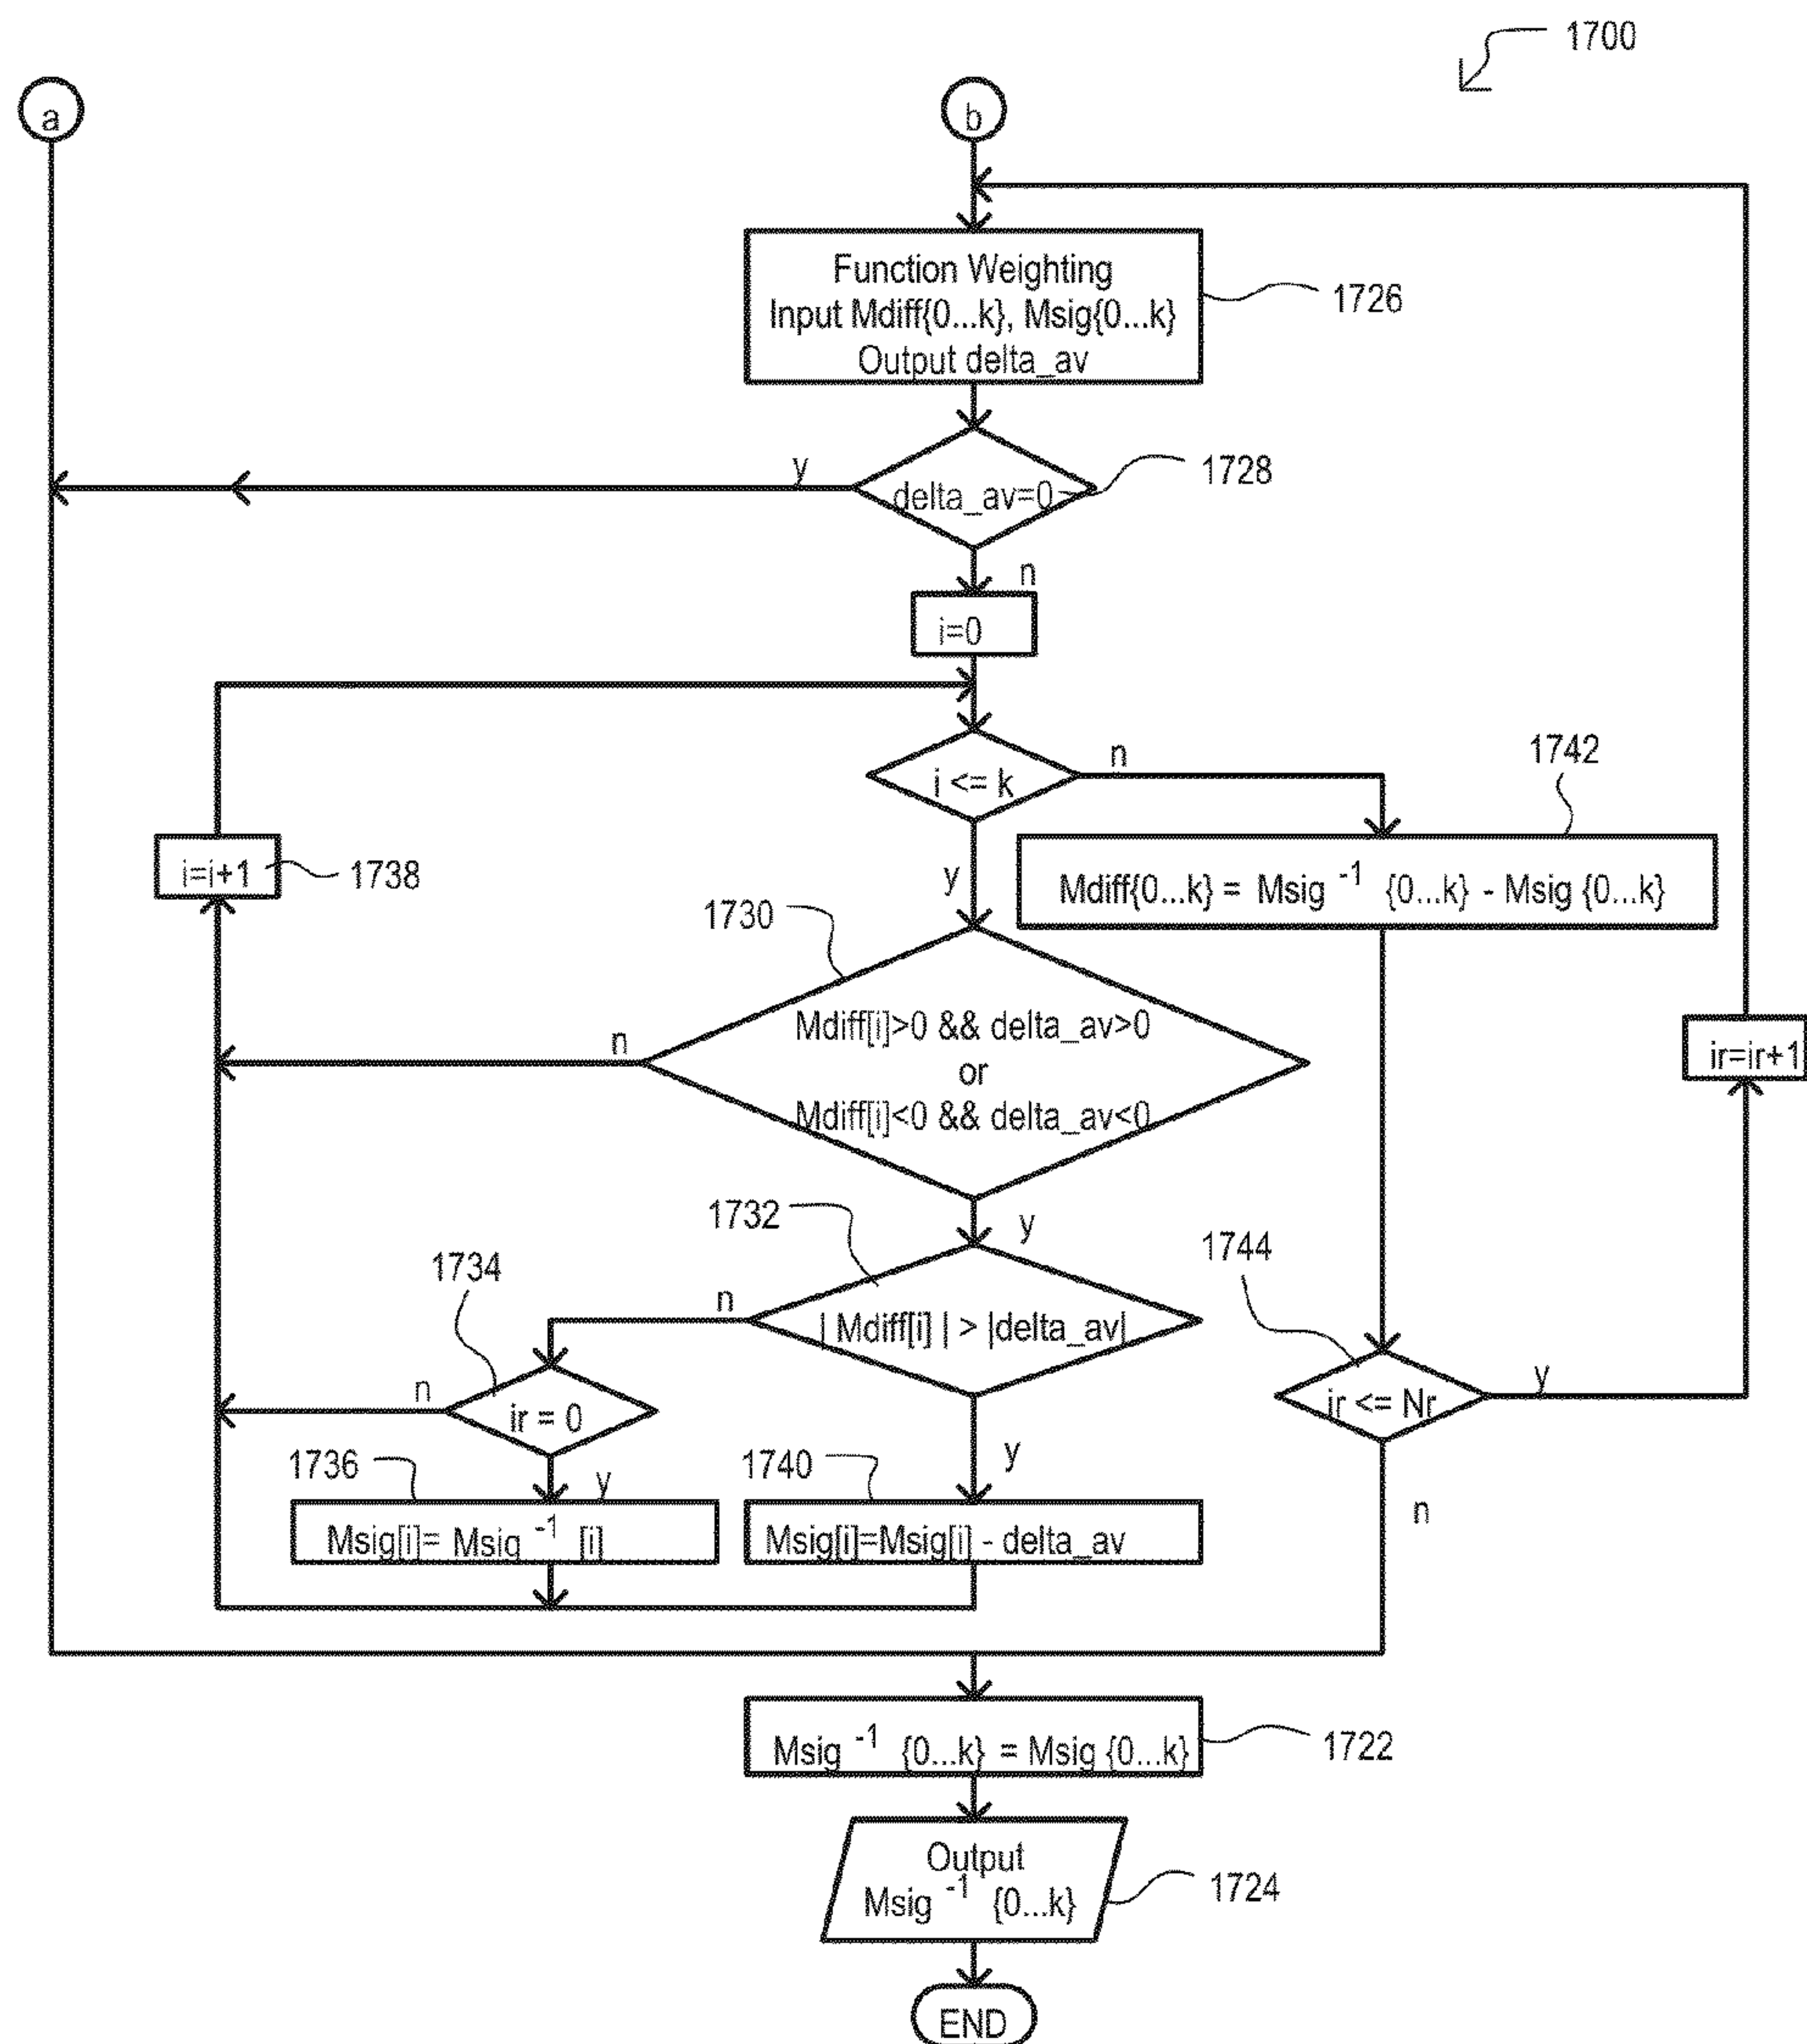 1700
a
b
Function Weighting
Input Mdiff{0...k}, Msig{0...k}
Output delta_av
1726
y
delta_av=0
1728
n
i=0
i <= k
n
1742
i=i+1
1738
y
Mdiff{0...k} = Msig -1 {0...k} - Msig {0...k}
1730
n
Mdiff[i]>0 && delta_av>0
or
Mdiff[i]<0 && delta_av<0
ir=ir+1
1732
y
1744
1734
n
| Mdiff[i] | > |delta_av|
n
ir = 0
ir <= Nr
y
1736
y
1740
y
n
Msig[i]= Msig -1 [i]
Msig[i]=Msig[i] - delta_av
Msig -1 {0...k} = Msig {0...k}
1722
Output
Msig -1 {0...k}
1724
END